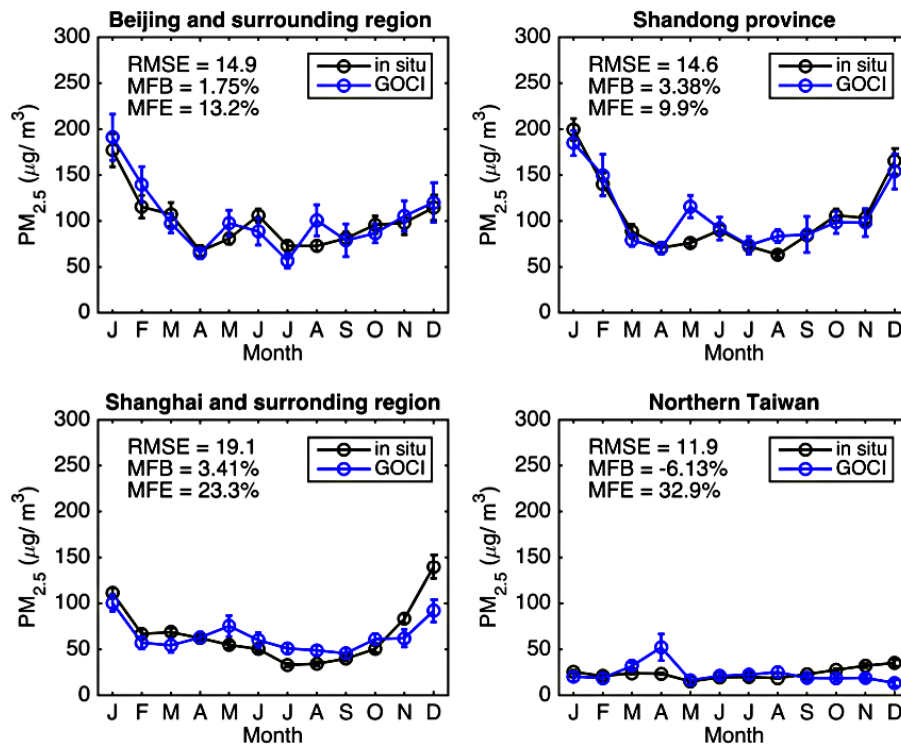 Beijing and surrounding region
300
250
200
150
100
50
0
PM2.5 (μg/ m3)
RMSE = 14.9
MFB = 1.75%
MFE = 13.2%
in situ
GOCI
J F M A M J J A S O N D
Month
Shandong province
300
250
200
150
100
50
0
PM2.5 (μg/ m3)
RMSE = 14.6
MFB = 3.38%
MFE = 9.9%
in situ
GOCI
J F M A M J J A S O N D
Month
Shanghai and surronding region
300
250
200
150
100
50
0
PM2.5 (μg/ m3)
RMSE = 19.1
MFB = 3.41%
MFE = 23.3%
in situ
GOCI
J F M A M J J A S O N D
Month
Northern Taiwan
300
250
200
150
100
50
0
PM2.5 (μg/ m3)
RMSE = 11.9
MFB = -6.13%
MFE = 32.9%
in situ
GOCI
J F M A M J J A S O N D
Month